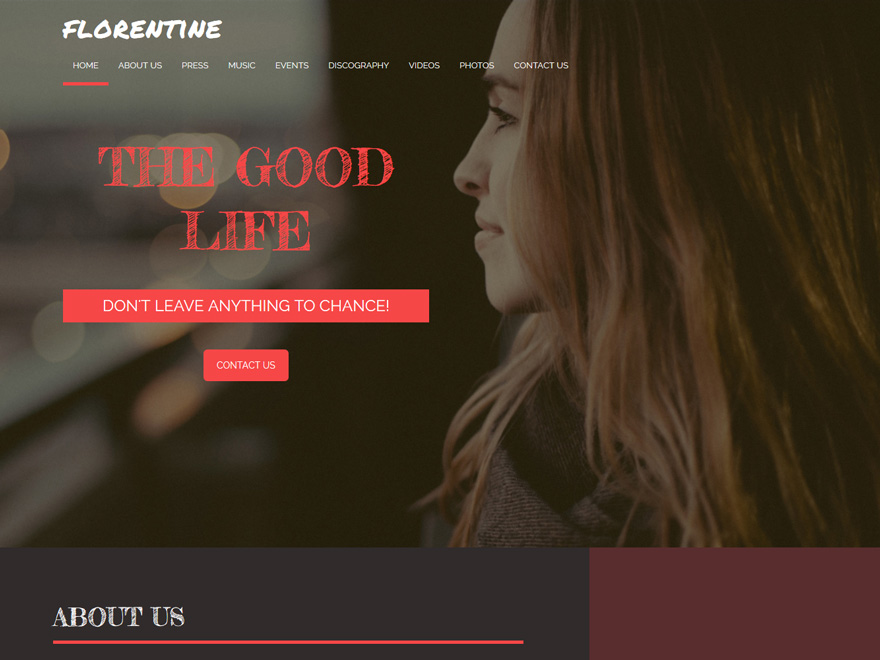 FLORENTINE
HOME ABOUT US PRESS MUSIC EVENTS DISCOGRAPHY VIDEOS PHOTOS CONTACT US
THE GOOD
LIFE
DON'T LEAVE ANYTHING TO CHANCE!
CONTACT US
ABOUT US